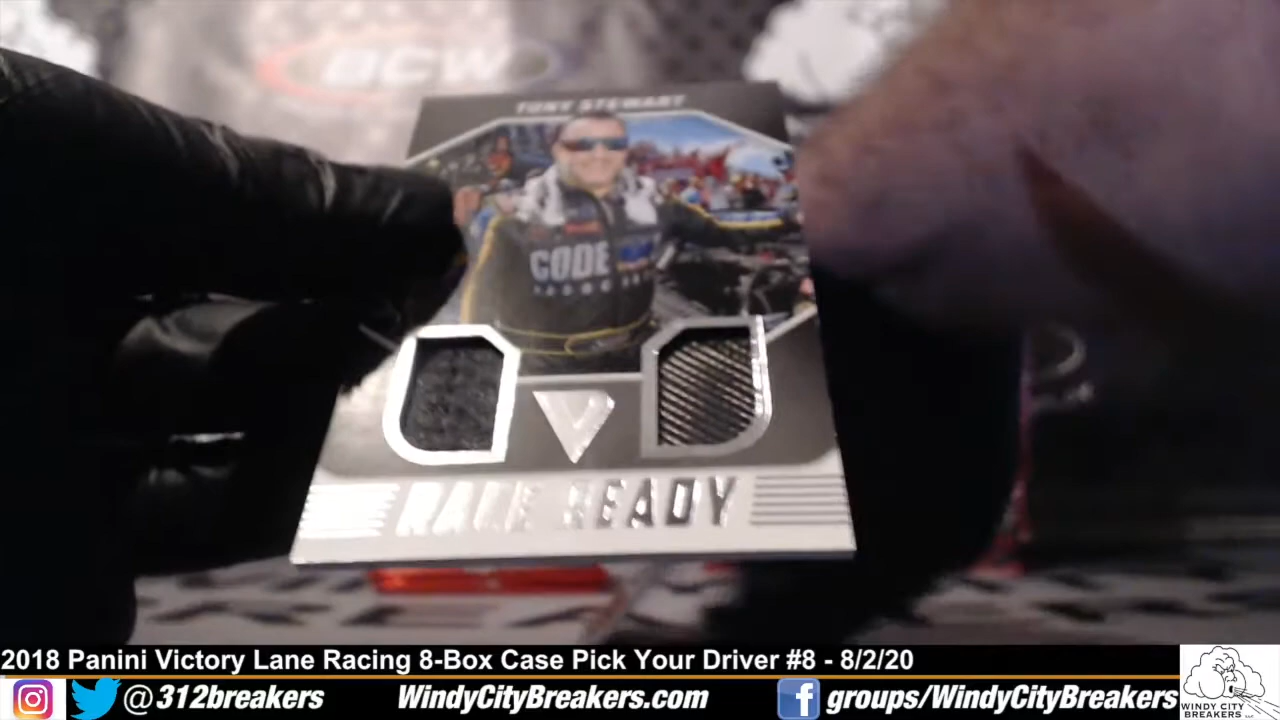 BCW
TONY STEWART
CODE
V
RACE READY
2018 Panini Victory Lane Racing 8-Box Case Pick Your Driver #8 - 8/2/20
@312breakers WindyCityBreakers.com groups/WindyCityBreakers
WINDY CITY
BREAKERS